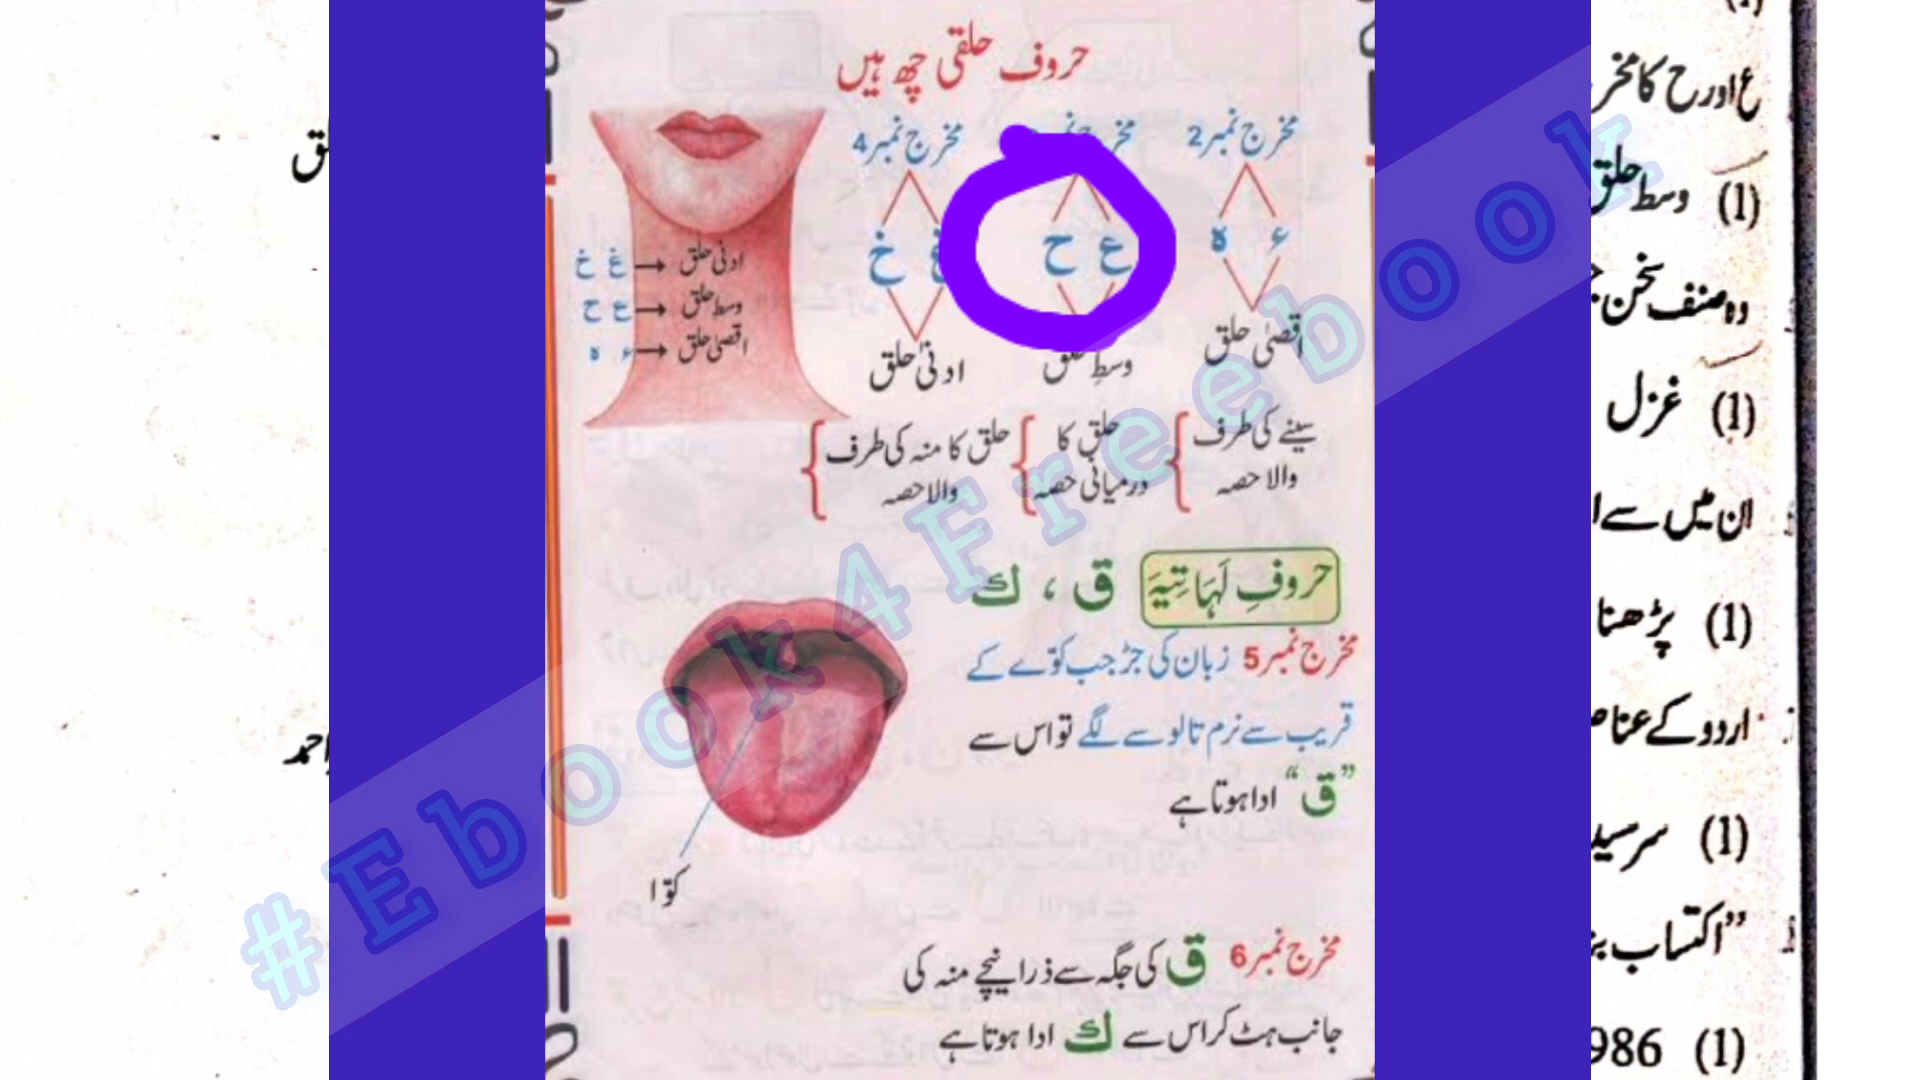 حروف حلقی چھ ہیں
مخرج نمبر2
مخرج
مخرج نمبر4
ء ہ
ع ح
غ خ
اقصیٰ حلق
وسطِ حلق
ادنیٰ حلق
ادنیٰ حلق → غ خ
وسط حلق → ع ح
اقصیٰ حلق → ء ہ
سینے کی طرف
والا حصہ
حلق کا
درمیانی حصہ
حلق کا منہ کی طرف
والا حصہ
حروفِ لَہَاتِیَہ ق ، ك
مخرج نمبر5 زبان کی جڑ جب کوّے کے
قریب سے نرم تالو سے لگے تو اس سے
”ق“ ادا ہوتا ہے
کوّا
مخرج نمبر6 ق کی جگہ سے ذرا نیچے منہ کی
جانب ہٹ کر اس سے ك ادا ہوتا ہے
ع اور ح کا مخر
(1) وسط حلق
وہ صنف سخن
(1) غزل
ان میں سے ا
(1) پڑھنا
اردو کے عناص
(1) سرسید
”اکتساب
(1) 986
لق
احمد
#Ebook4Freebook